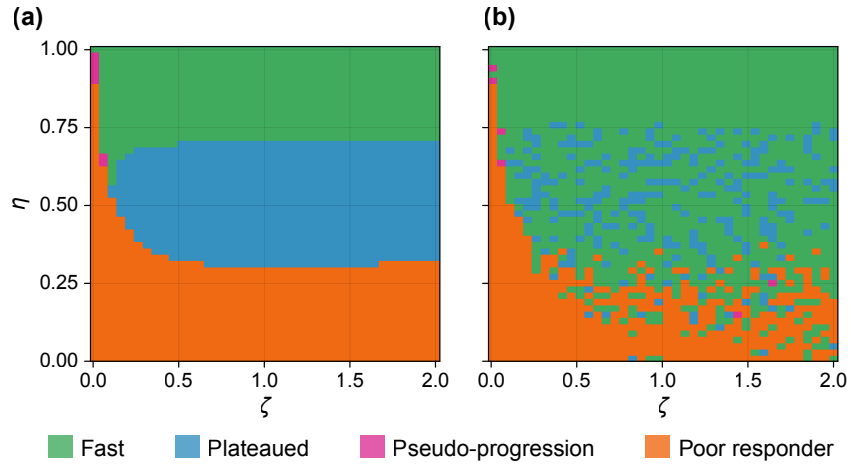 (a) (b)
1.00
0.75
0.50
0.25
0.00
η
0.0 0.5 1.0 1.5 2.0 0.0 0.5 1.0 1.5 2.0
ζ ζ
Fast Plateaued Pseudo-progression Poor responder